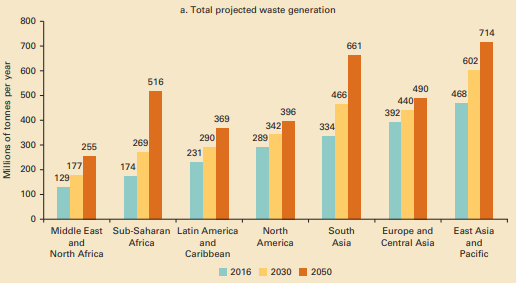 a. Total projected waste generation
Millions of tonnes per year
800
700
600
500
400
300
200
100
0
129
177
255
174
269
516
231
290
369
289
342
396
334
466
661
392
440
490
468
602
714
Middle East
and
North Africa
Sub-Saharan
Africa
Latin America
and
Caribbean
North
America
South
Asia
Europe and
Central Asia
East Asia
and
Pacific
2016
2030
2050